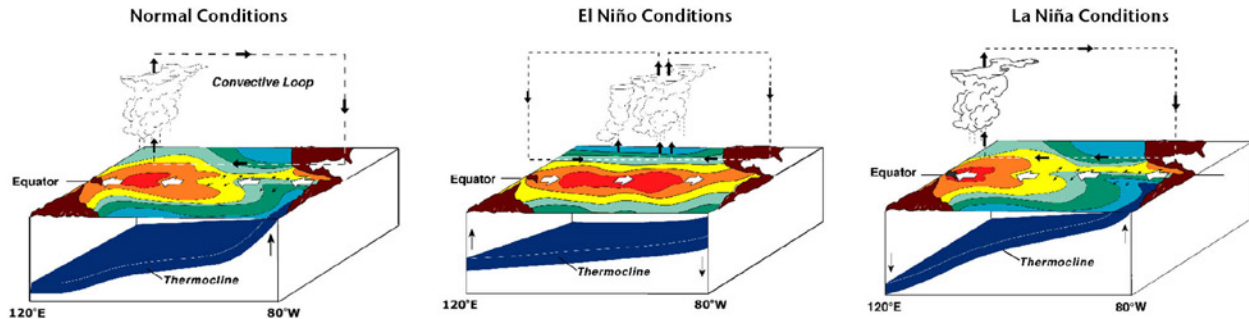 Normal Conditions
Convective Loop
Equator
Thermocline
120°E
80°W
El Niño Conditions
Equator
Thermocline
120°E
80°W
La Niña Conditions
Equator
Thermocline
120°E
80°W